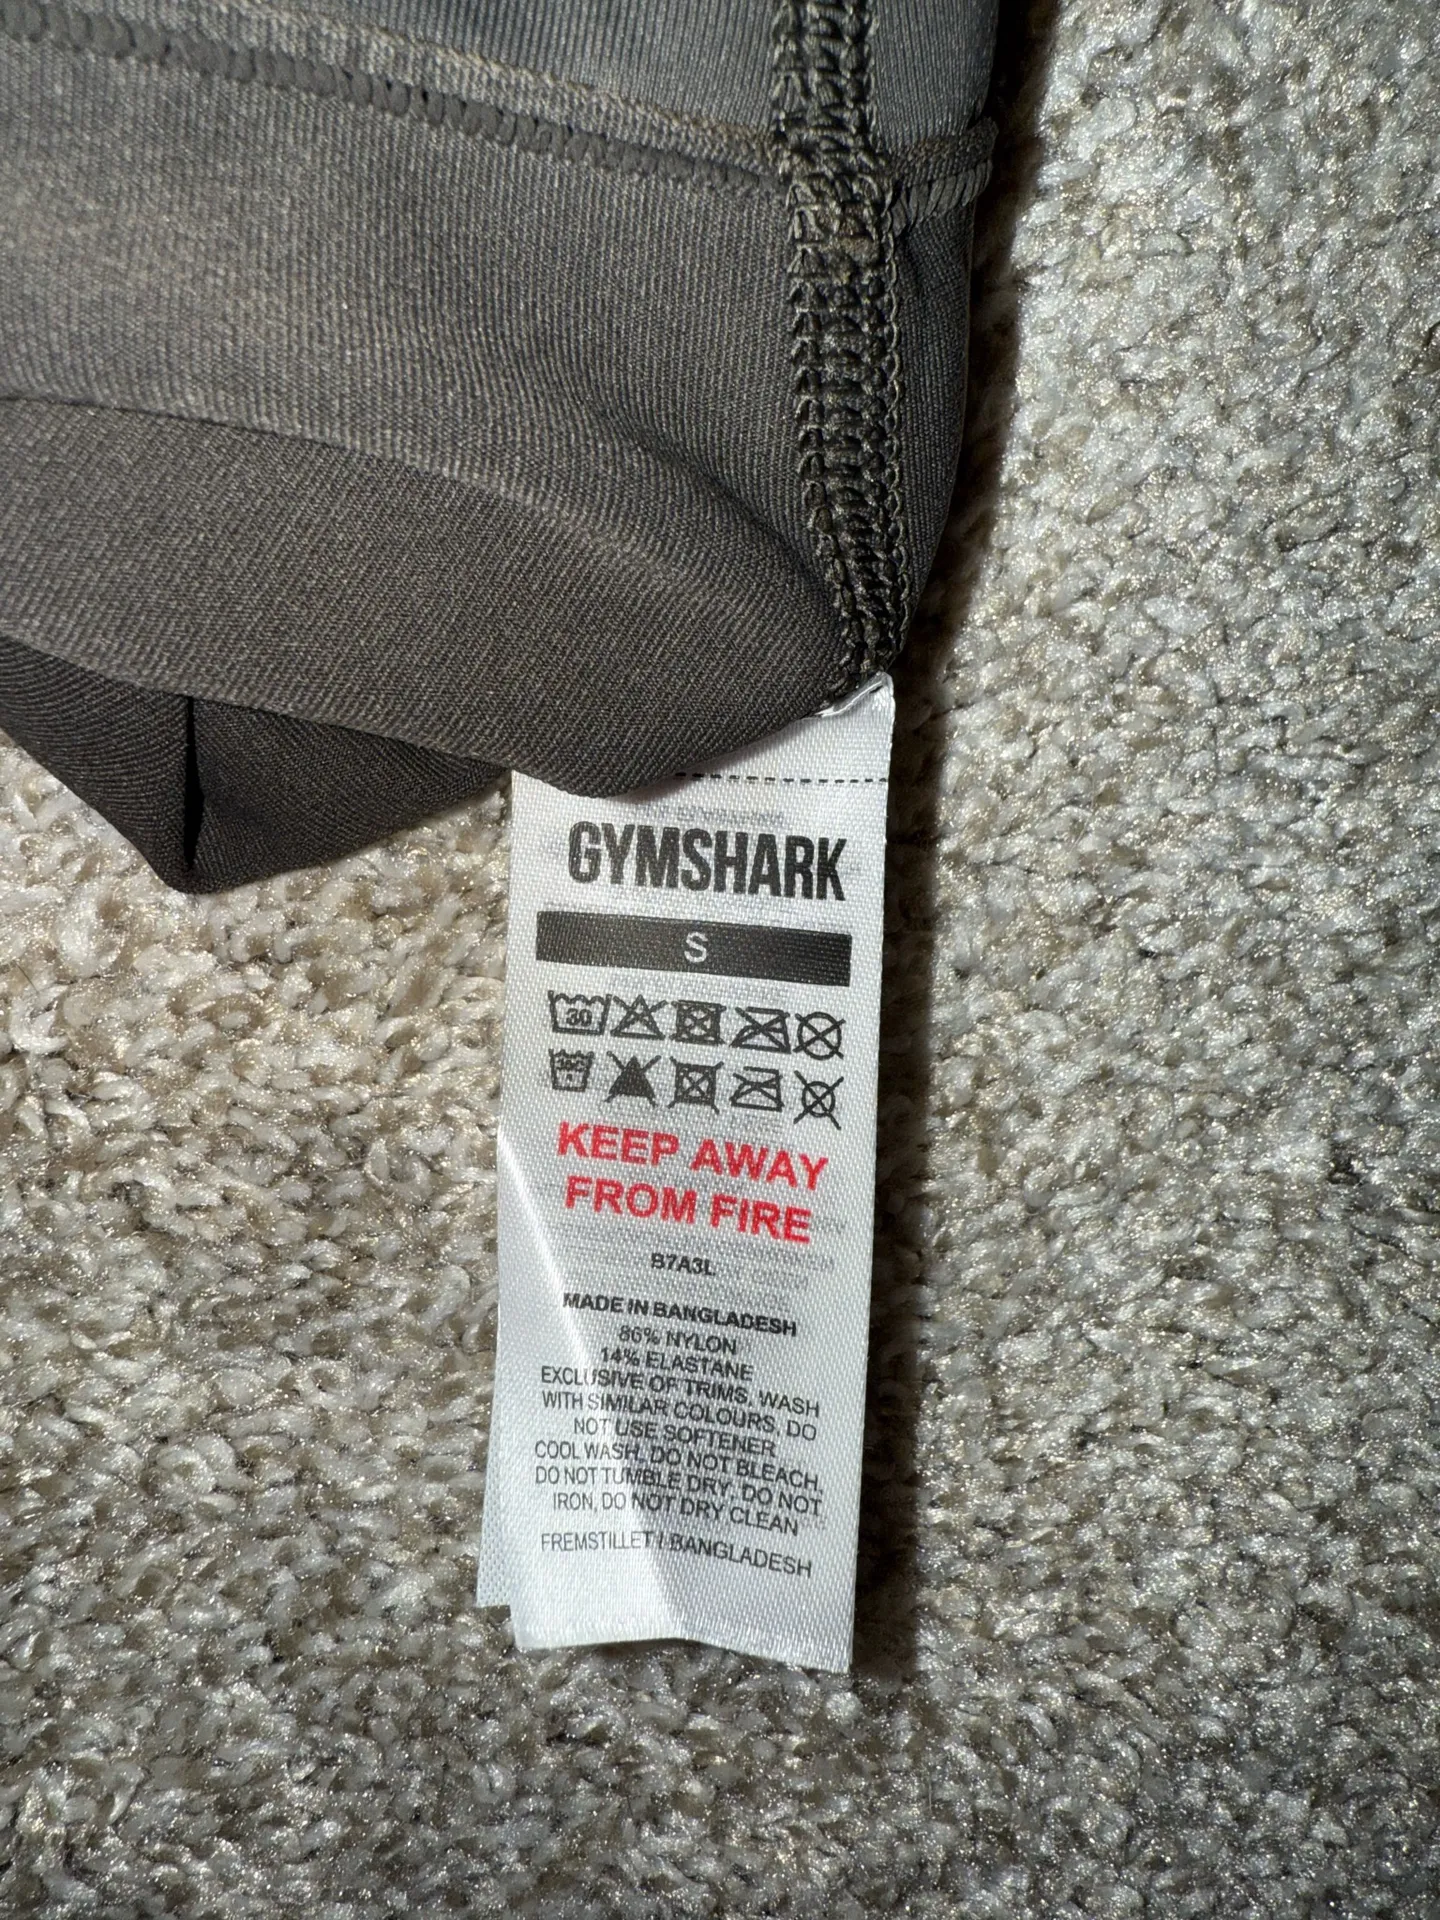 GYMSHARK
S
30
KEEP AWAY
FROM FIRE
B7A3L
MADE IN BANGLADESH
86% NYLON
14% ELASTANE
EXCLUSIVE OF TRIMS, WASH
WITH SIMILAR COLOURS, DO
NOT USE SOFTENER
COOL WASH, DO NOT BLEACH,
DO NOT TUMBLE DRY, DO NOT
IRON, DO NOT DRY CLEAN
FREMSTILLET I BANGLADESH